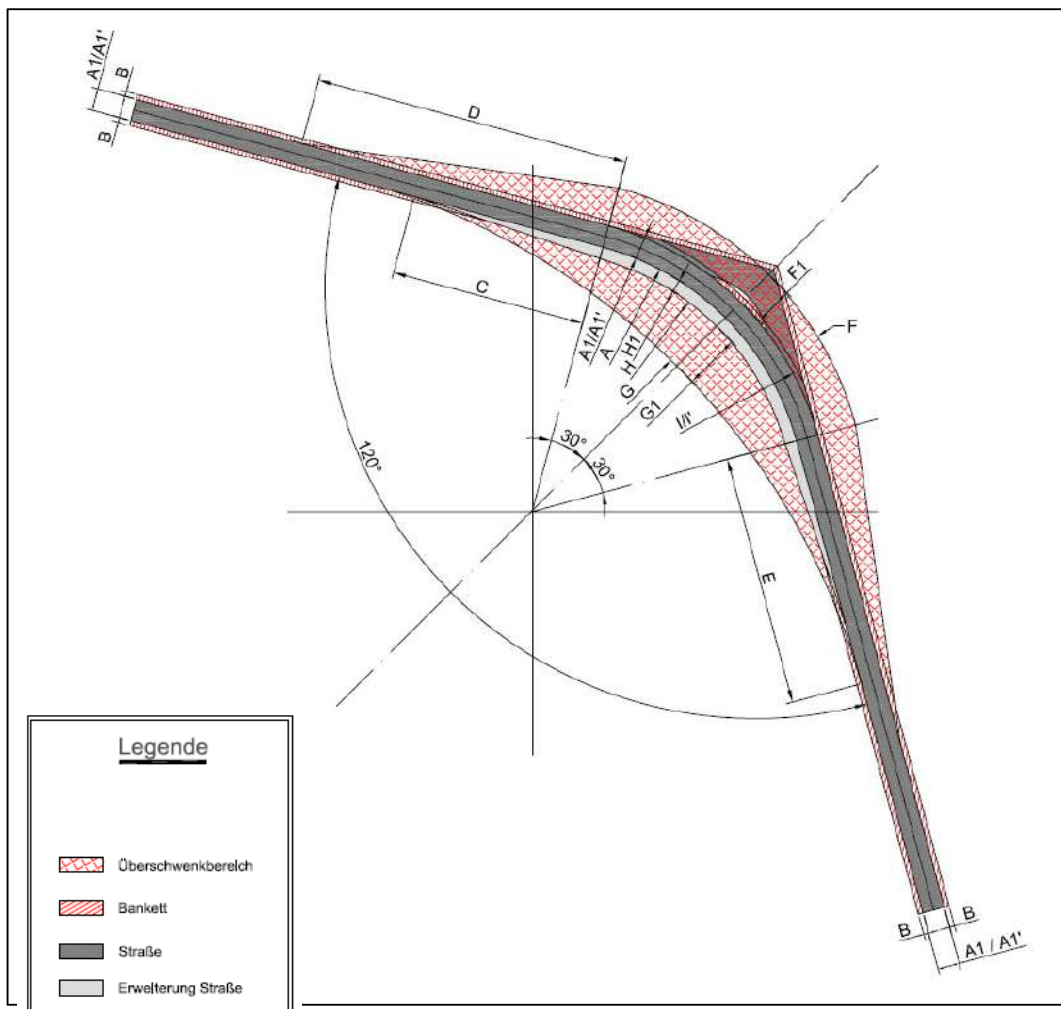 A1/A1'
B
B
D
C
A1/A1'
A
H1
H
G
G1
I/I'
F1
F
30°
30°
120°
E
B
B
A1 / A1'
Legende
Überschwenkbereich
Bankett
Straße
Erweiterung Straße